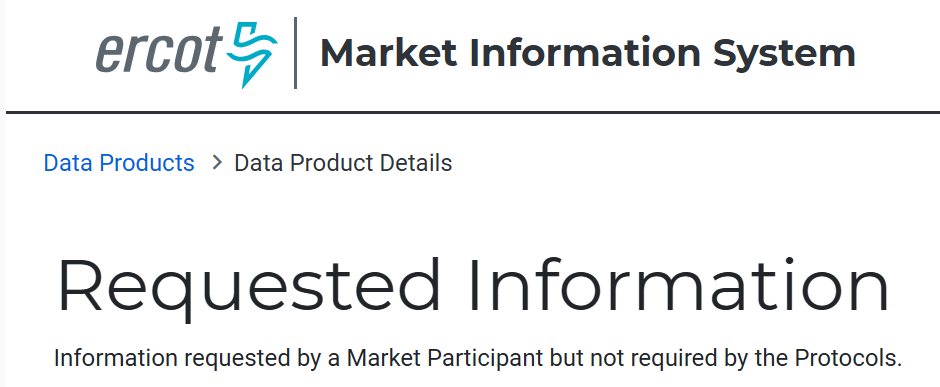 ercot
Market Information System
Data Products > Data Product Details
Requested Information
Information requested by a Market Participant but not required by the Protocols.